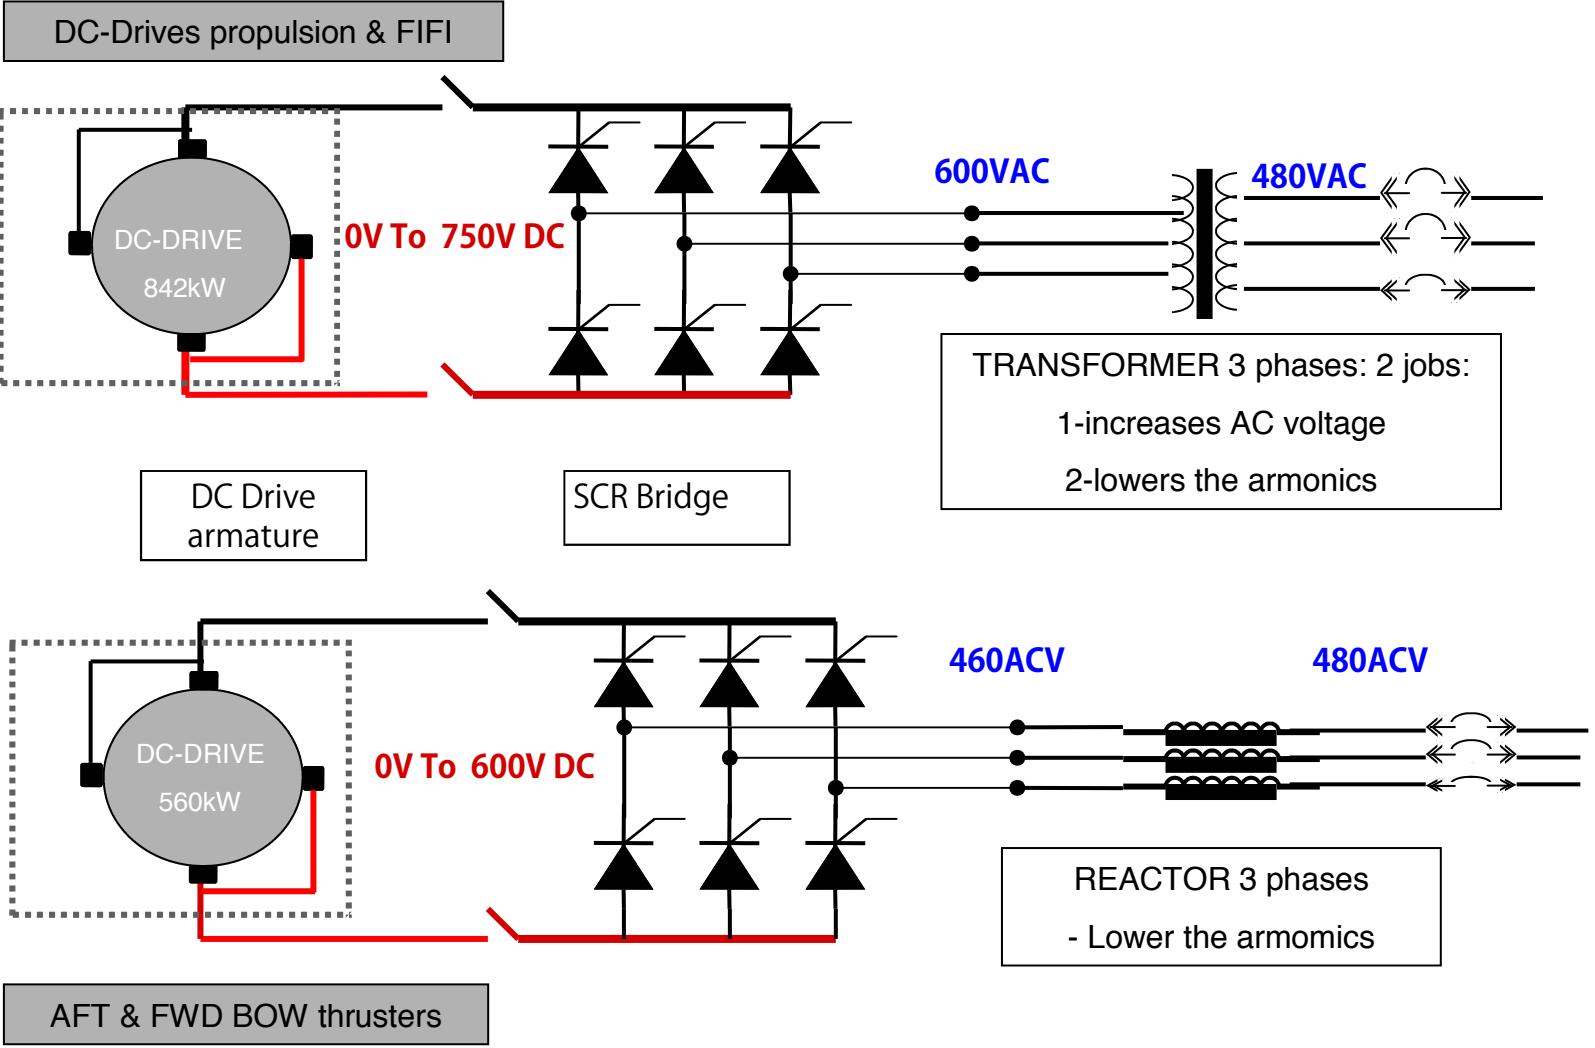 DC-Drives propulsion & FIFI
600VAC
480VAC
DC-DRIVE
842kW
0V To 750V DC
TRANSFORMER 3 phases: 2 jobs:
1-increases AC voltage
2-lowers the armonics
DC Drive
armature
SCR Bridge
460ACV
480ACV
DC-DRIVE
560kW
0V To 600V DC
REACTOR 3 phases
- Lower the armomics
AFT & FWD BOW thrusters